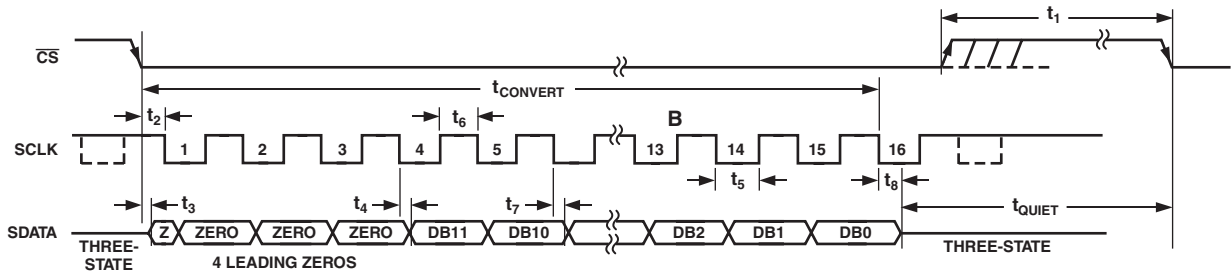 t1
CS
tCONVERT
t2
t6
B
SCLK
1 2 3 4 5 13 14 15 16
t5
t8
t3
t4
t7
tQUIET
SDATA
Z ZERO ZERO ZERO DB11 DB10 DB2 DB1 DB0
THREE-
STATE
THREE-STATE
4 LEADING ZEROS